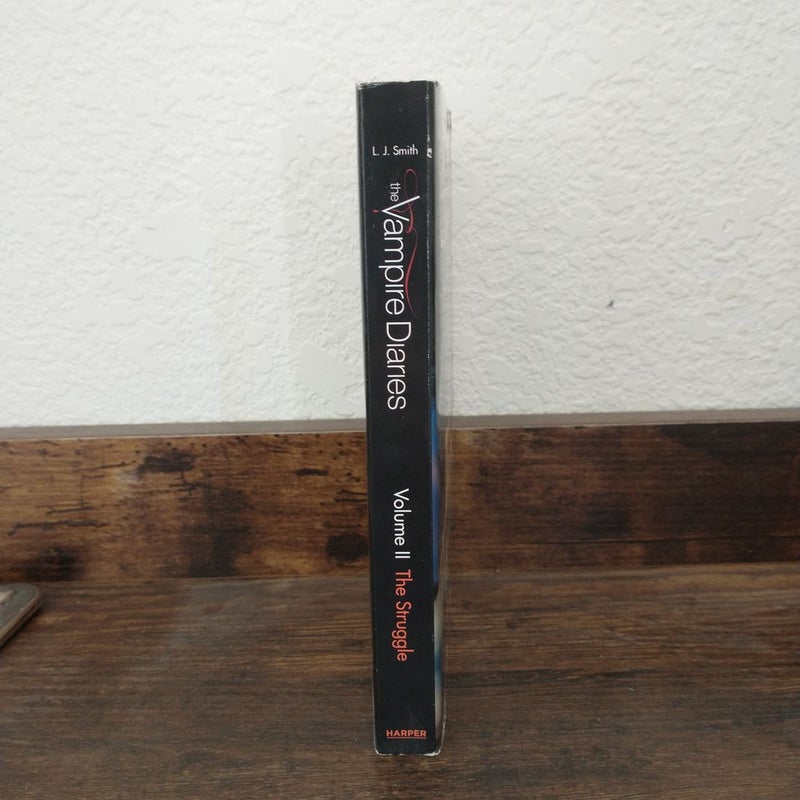 L. J. Smith
the Vampire Diaries
Volume II The Struggle
HARPER